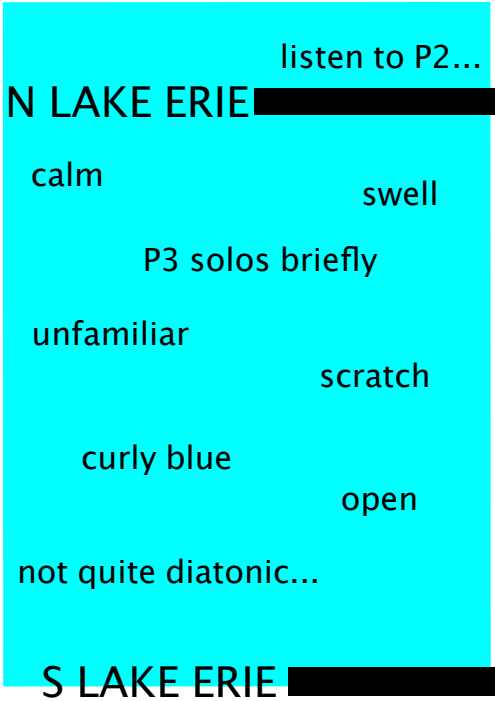 listen to P2...
N LAKE ERIE
calm
swell
P3 solos briefly
unfamiliar
scratch
curly blue
open
not quite diatonic...
S LAKE ERIE